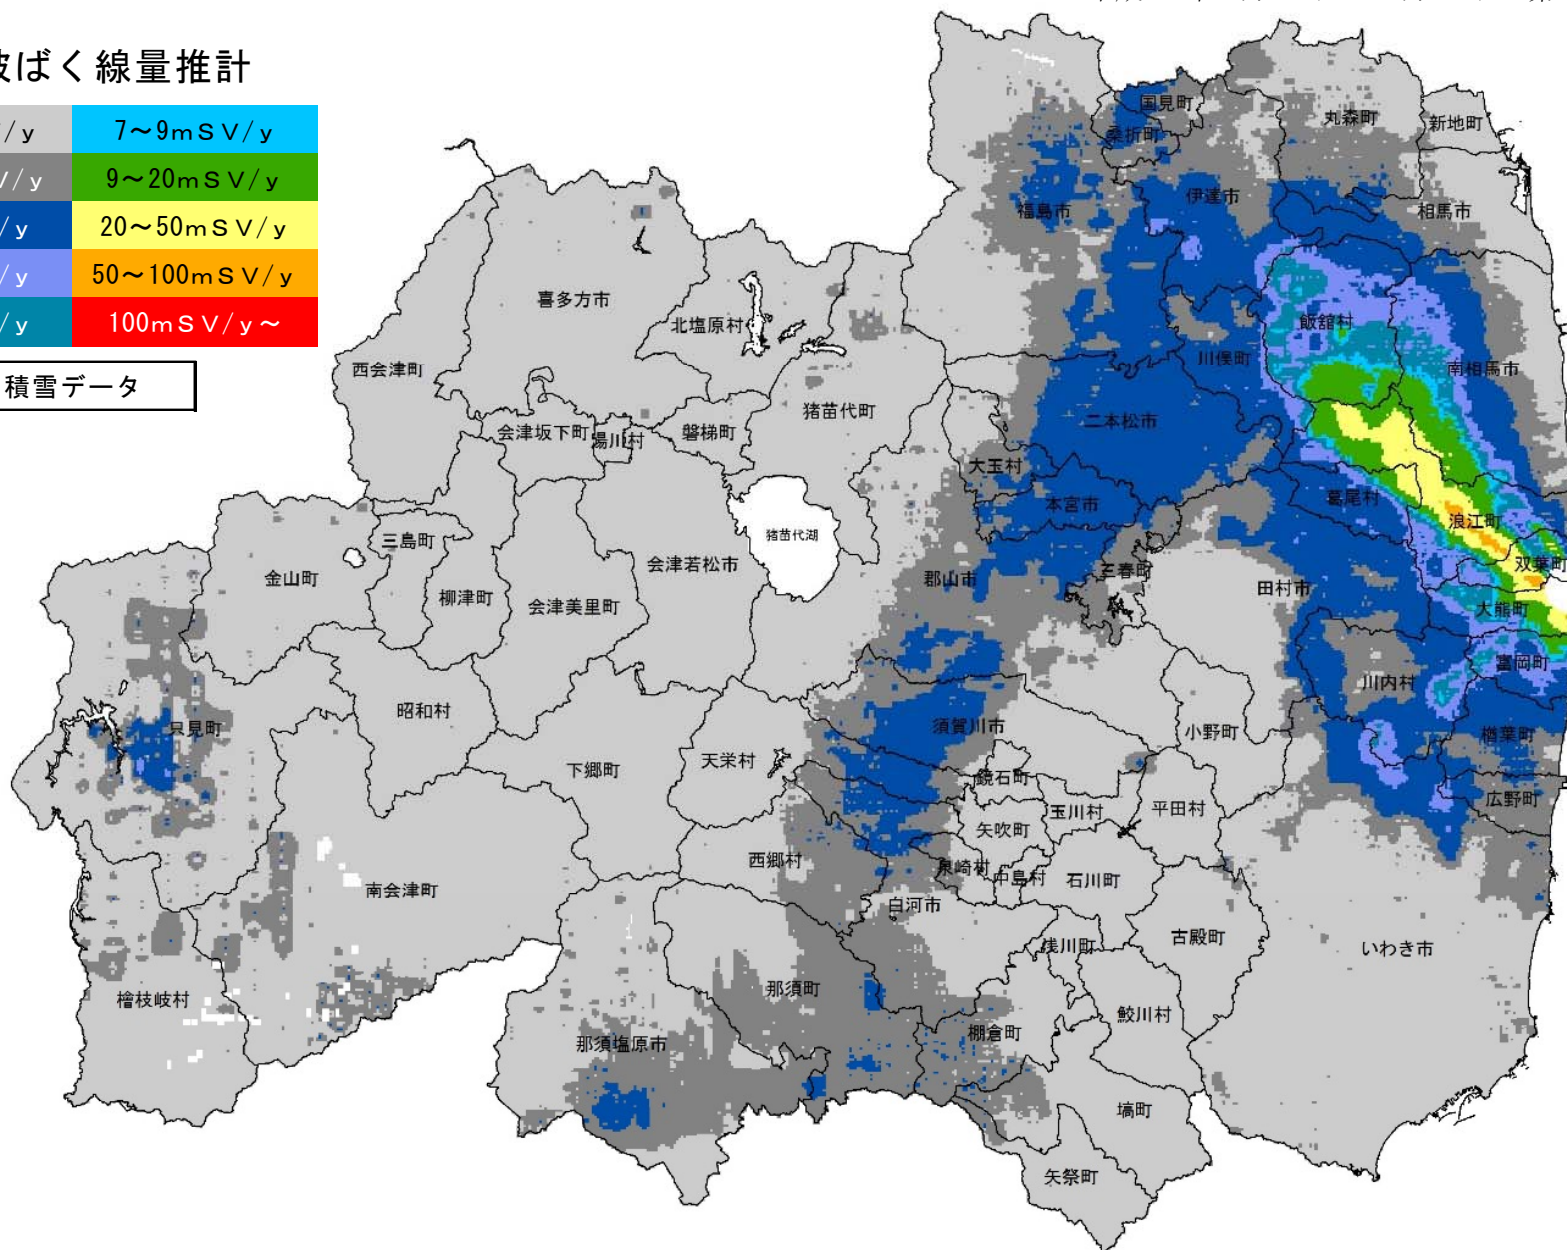 ばく線量推計
/y 7～9mSV/y
V/y 9～20mSV/y
/y 20～50mSV/y
/y 50～100mSV/y
/y 100mSV/y～
積雪データ
国見町
丸森町
新地町
桑折町
伊達市
福島市
相馬市
喜多方市
北塩原村
飯舘村
川俣町
南相馬市
西会津町
猪苗代町
二本松市
会津坂下町
湯川村
磐梯町
大玉村
本宮市
葛尾村
浪江町
猪苗代湖
三島町
会津若松市
双葉町
金山町
郡山市
三春町
田村市
柳津町
会津美里町
大熊町
富岡町
川内村
昭和村
只見町
須賀川市
小野町
楢葉町
天栄村
下郷町
鏡石町
広野町
玉川村
平田村
矢吹町
西郷村
泉崎村
中島村
石川町
南会津町
白河市
浅川町
古殿町
いわき市
那須町
檜枝岐村
鮫川村
棚倉町
那須塩原市
塙町
矢祭町